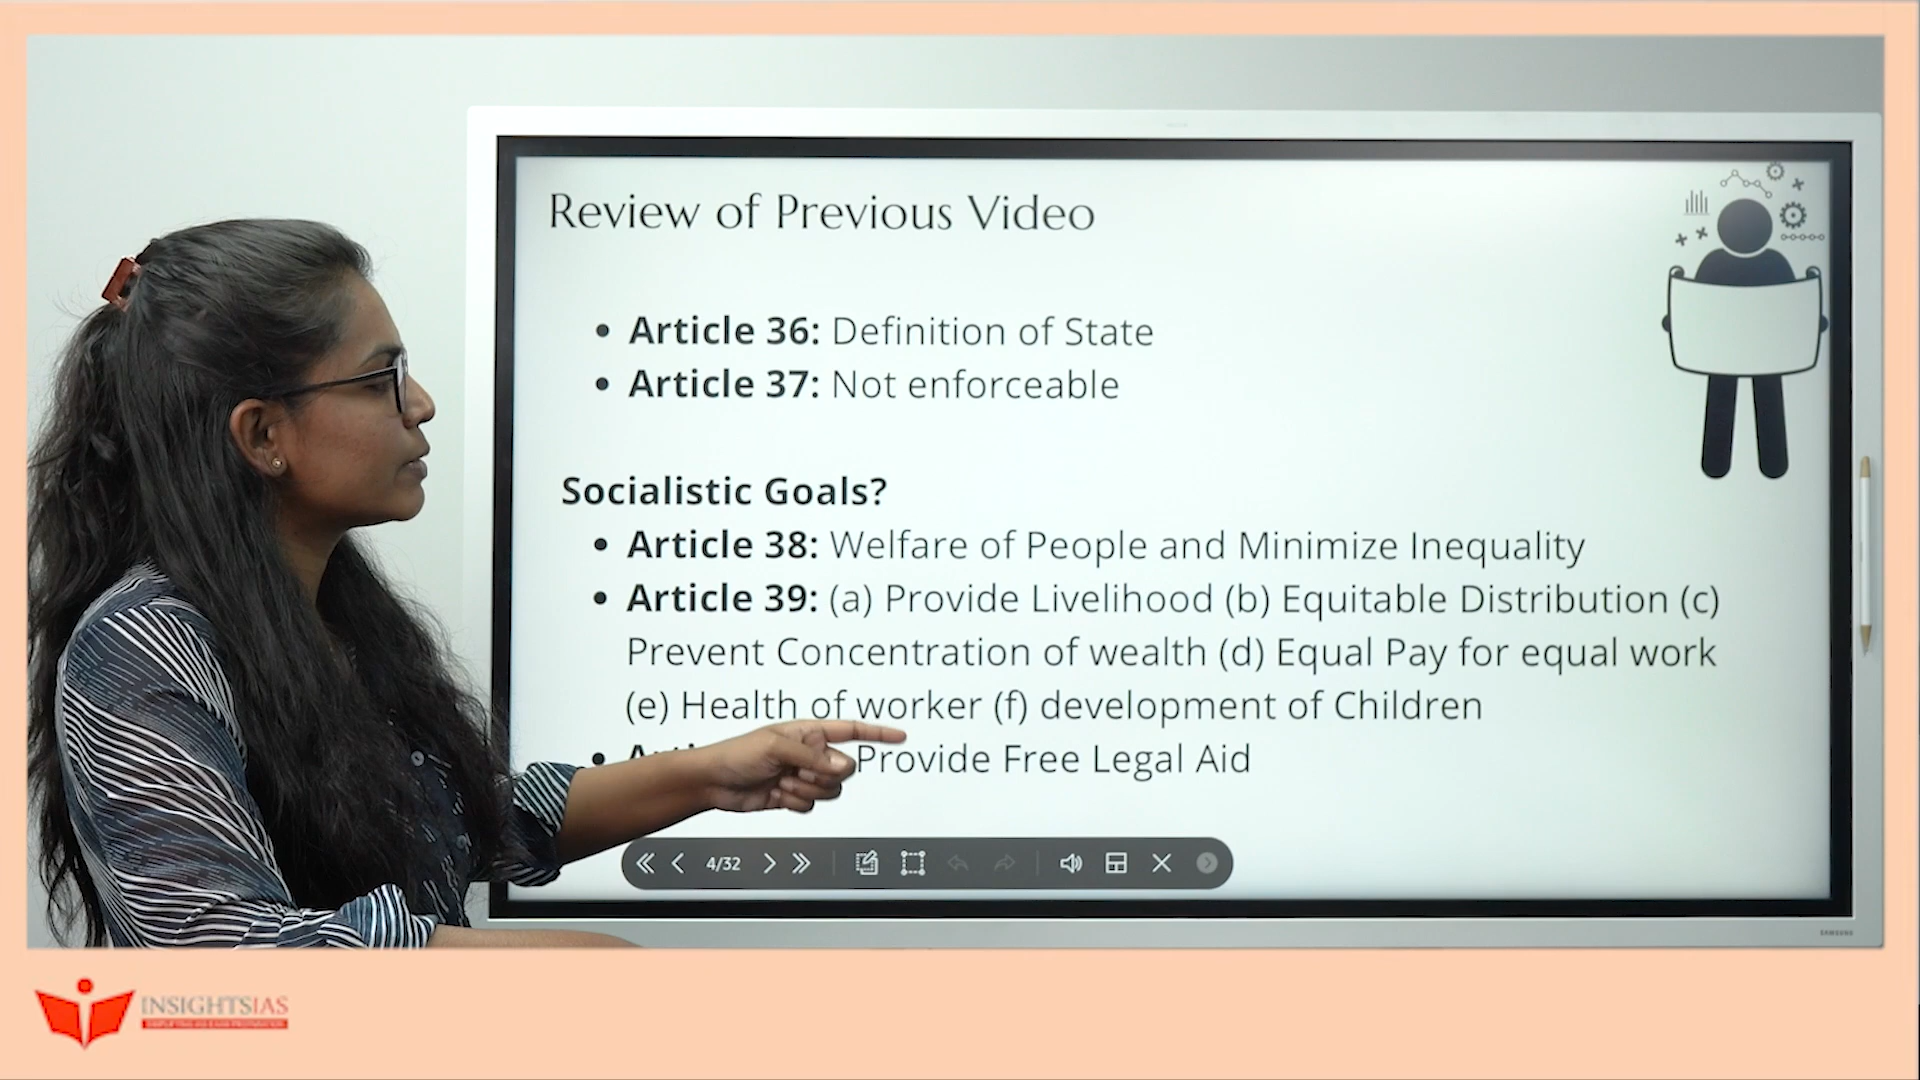 Review of Previous Video
• Article 36: Definition of State
• Article 37: Not enforceable
Socialistic Goals?
• Article 38: Welfare of People and Minimize Inequality
• Article 39: (a) Provide Livelihood (b) Equitable Distribution (c)
Prevent Concentration of wealth (d) Equal Pay for equal work
(e) Health of worker (f) development of Children
• Provide Free Legal Aid
4/32
SAMSUNG
INSIGHTSIAS